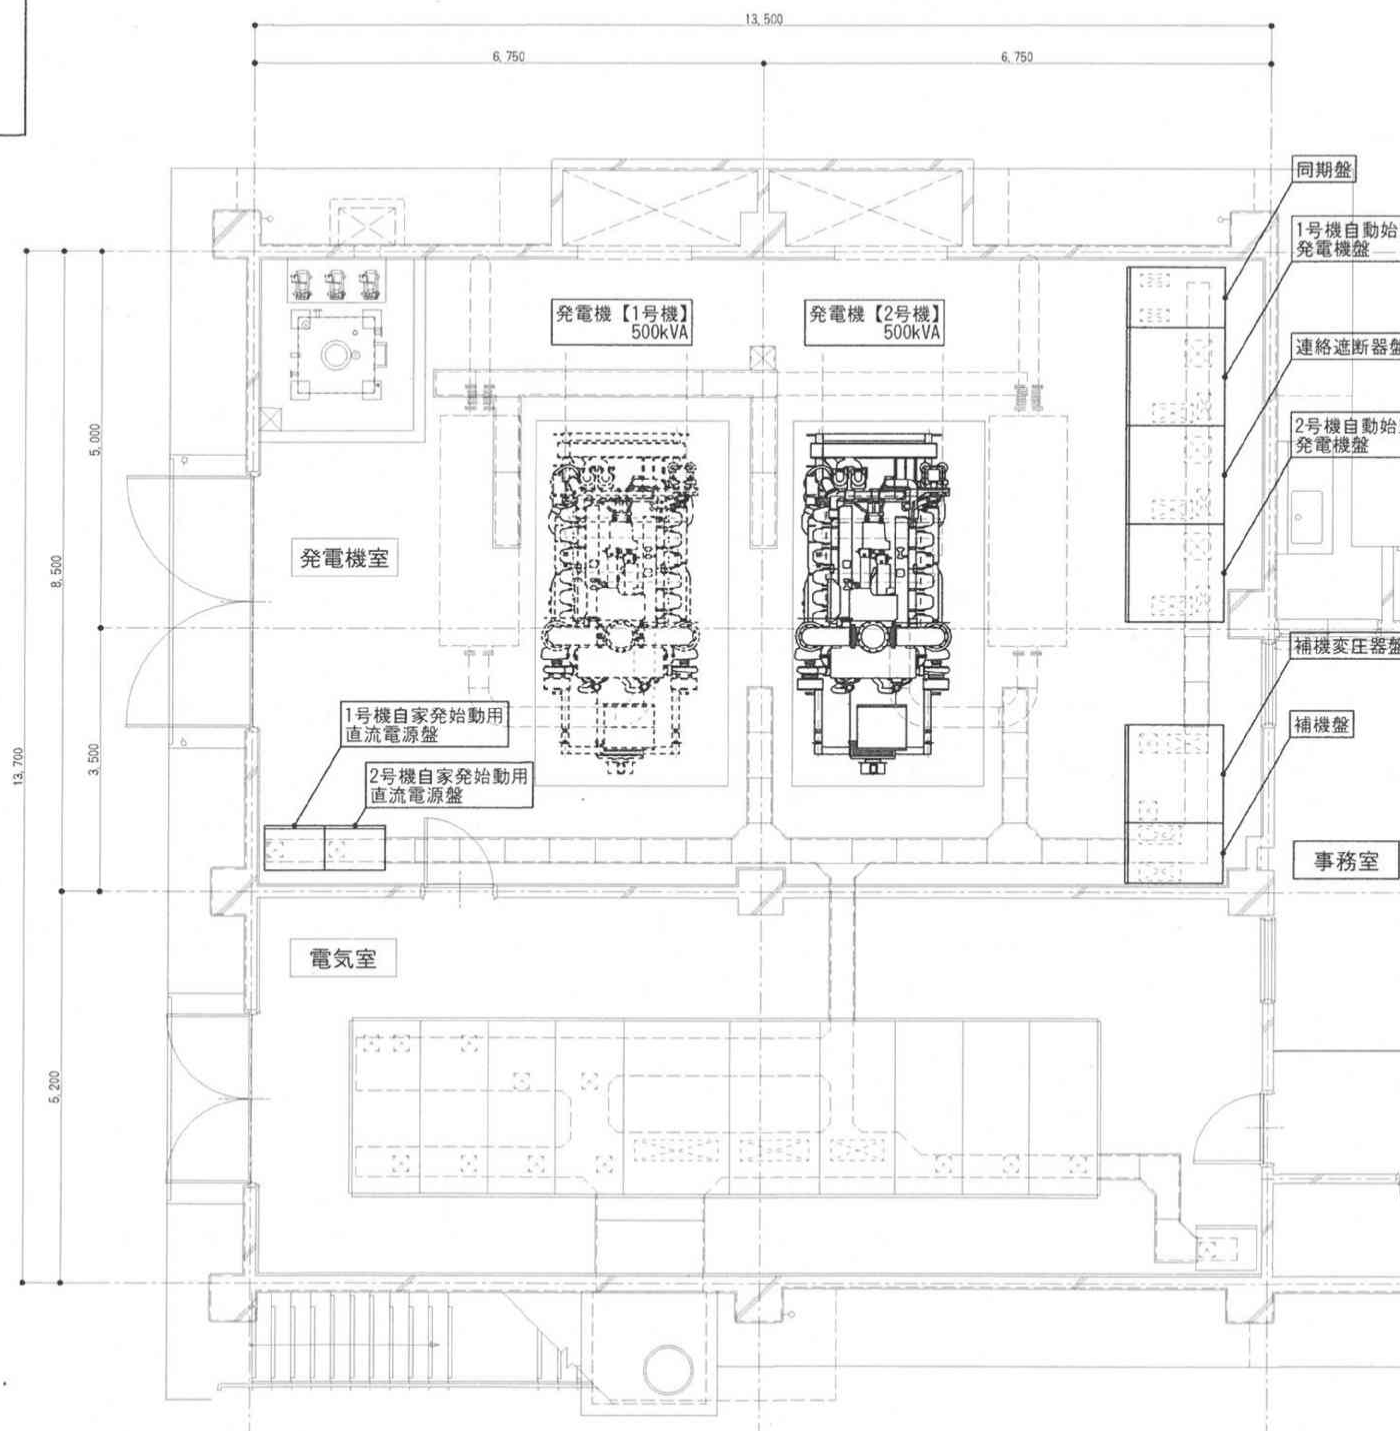 13,500
6,750
6,750
同期盤
1号機自動始
発電機盤
連絡遮断器盤
2号機自動始
発電機盤
発電機【1号機】
500kVA
発電機【2号機】
500kVA
5,000
8,500
発電機室
補機変圧器盤
補機盤
1号機自家発始動用
直流電源盤
2号機自家発始動用
直流電源盤
3,500
13,700
事務室
電気室
5,200